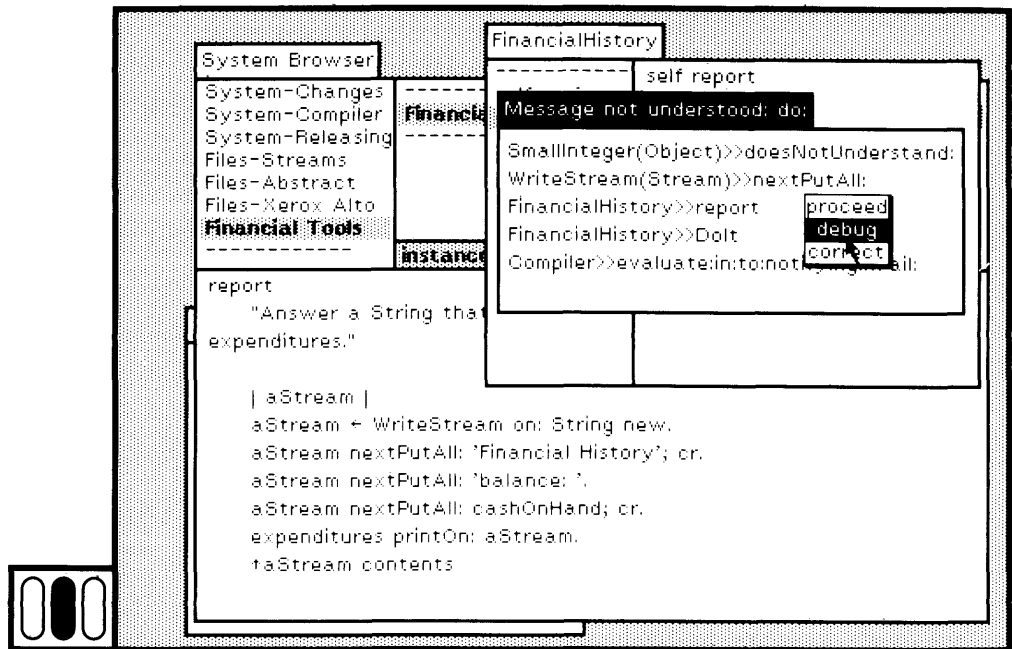 System Browser
System-Changes
System-Compiler
System-Releasing
Files-Streams
Files-Abstract
Files-Xerox Alto
Financial Tools
instance
FinancialHistory
self report
Message not understood: do:
SmallInteger(Object)>>doesNotUnderstand:
WriteStream(Stream)>>nextPutAll:
FinancialHistory>>report
FinancialHistory>>DoIt
Compiler>>evaluate:in:to:
proceed
debug
correct
report
"Answer a String that
expenditures."
| aStream |
aStream ← WriteStream on: String new.
aStream nextPutAll: 'Financial History'; cr.
aStream nextPutAll: 'balance: '.
aStream nextPutAll: cashOnHand; cr.
expenditures printOn: aStream.
↑aStream contents